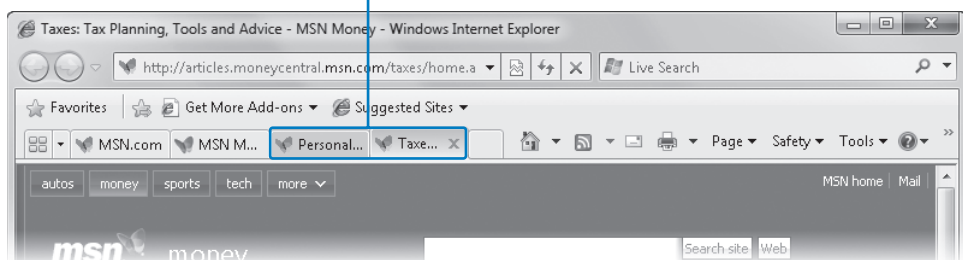 Taxes: Tax Planning, Tools and Advice - MSN Money - Windows Internet Explorer
http://articles.moneycentral.msn.com/taxes/home.a Live Search
Favorites Get More Add-ons Suggested Sites
MSN.com MSN M... Personal... Taxe... Page Safety Tools
autos money sports tech more MSN home Mail
msn money Search site Web